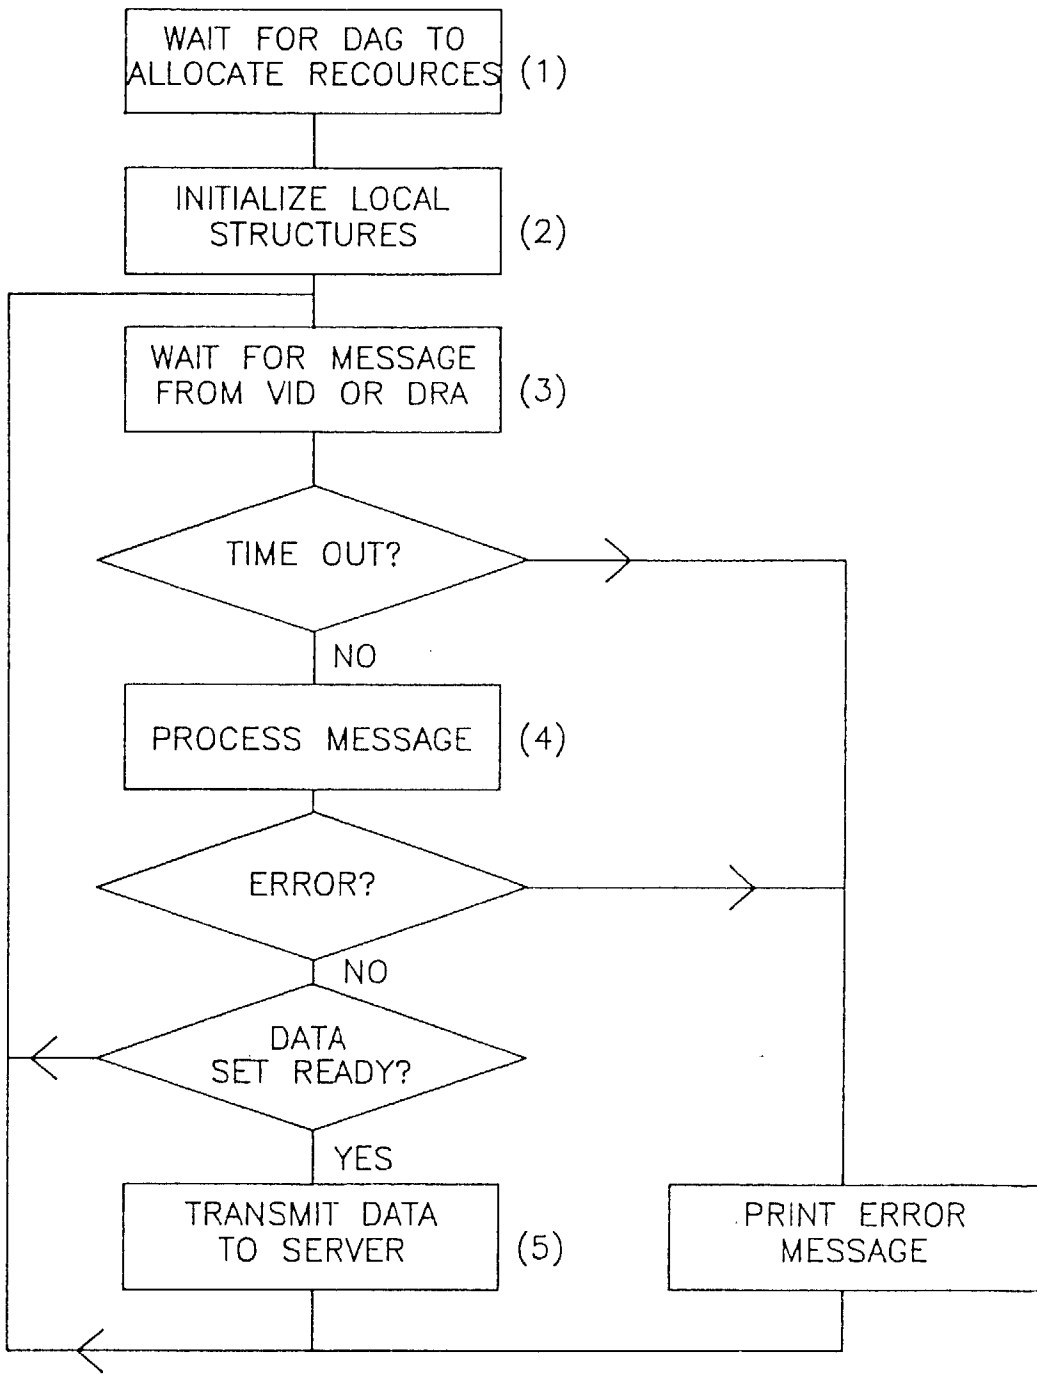 WAIT FOR DAG TO
ALLOCATE RECOURCES
(1)
INITIALIZE LOCAL
STRUCTURES
(2)
WAIT FOR MESSAGE
FROM VID OR DRA
(3)
TIME OUT?
NO
PROCESS MESSAGE
(4)
ERROR?
NO
DATA
SET READY?
YES
TRANSMIT DATA
TO SERVER
(5)
PRINT ERROR
MESSAGE